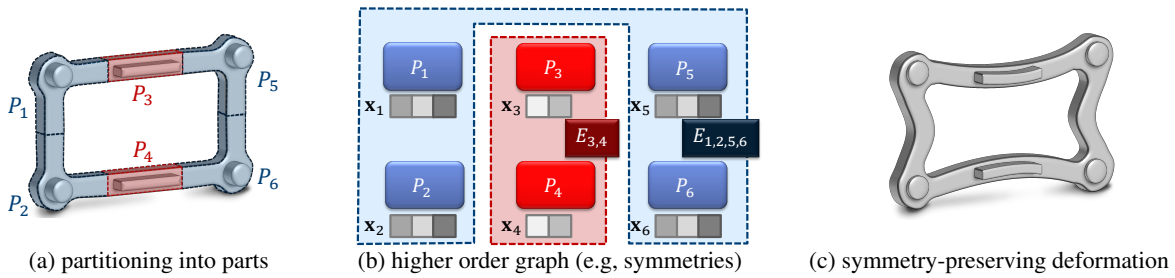 P₁
P₂
P₃
P₄
P₅
P₆
(a) partitioning into parts
P₁
P₃
P₅
x₁
x₃
x₅
E₃,₄
E₁,₂,₅,₆
P₂
P₄
P₆
x₂
x₄
x₆
(b) higher order graph (e.g, symmetries)
(c) symmetry-preserving deformation